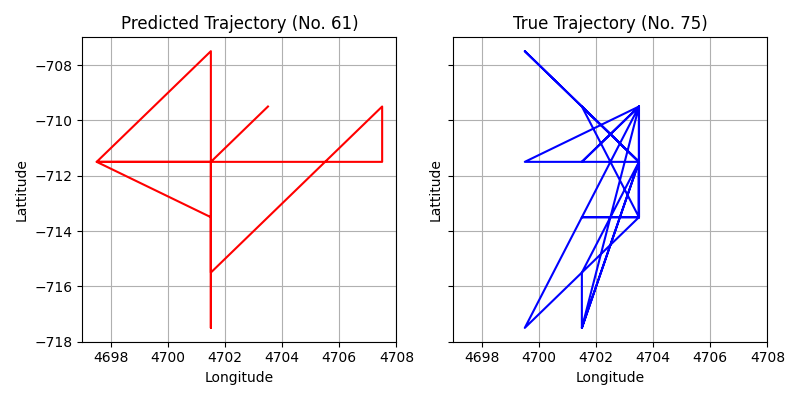 Predicted Trajectory (No. 61)
True Trajectory (No. 75)
Lattitude
−708
−710
−712
−714
−716
−718
4698 4700 4702 4704 4706 4708
Longitude
Lattitude
4698 4700 4702 4704 4706 4708
Longitude